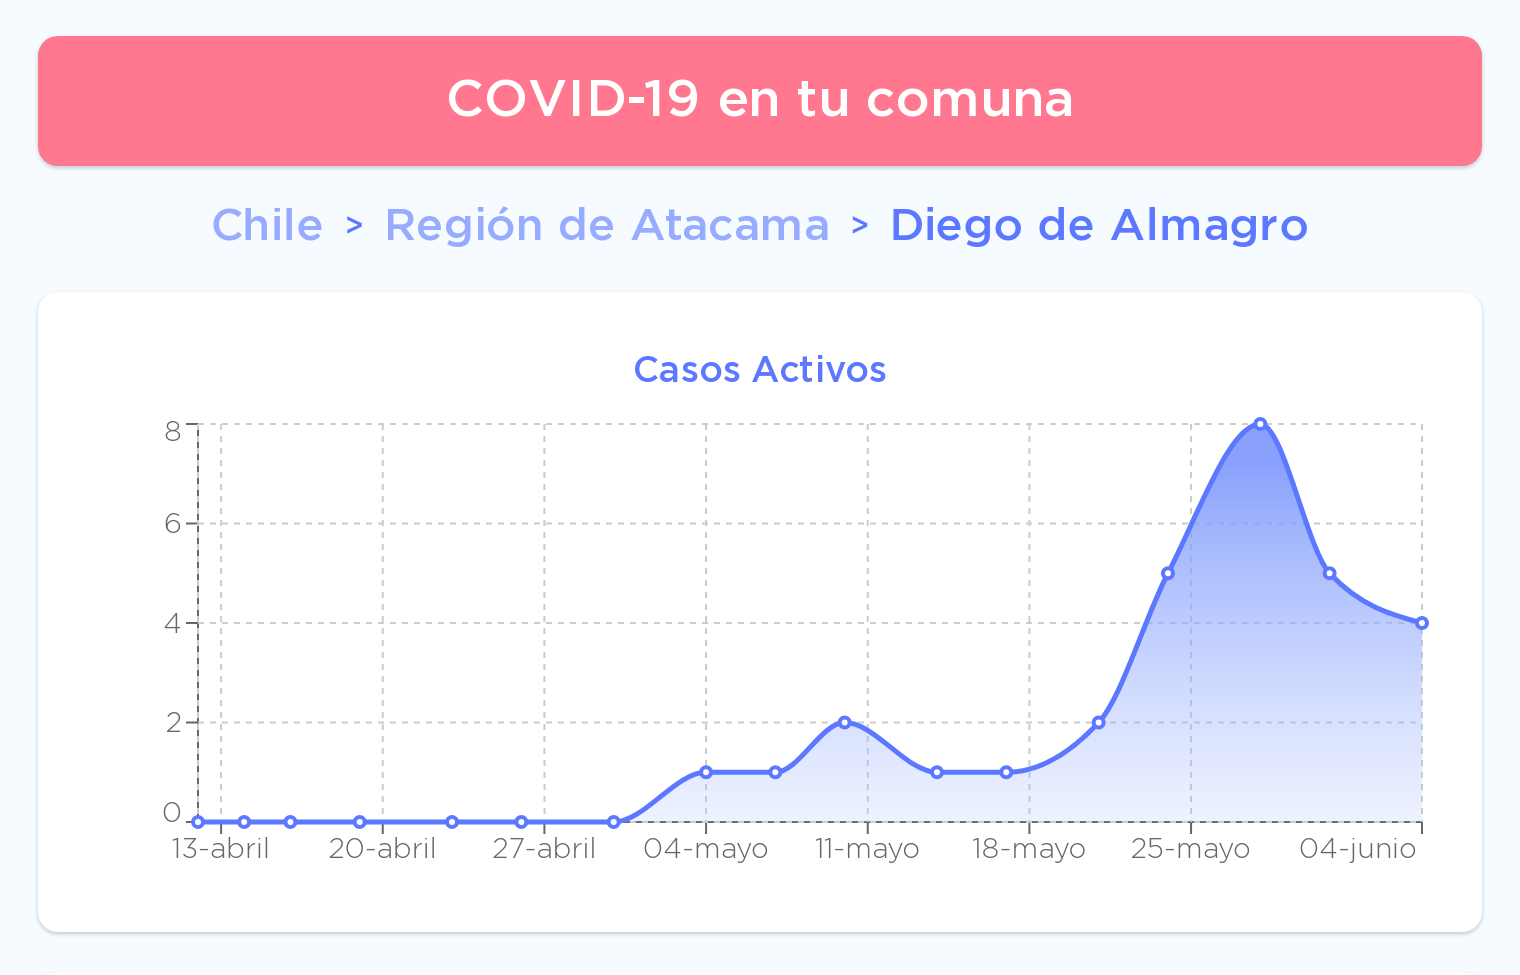 COVID-19 en tu comuna
Chile > Región de Atacama > Diego de Almagro
Casos Activos
8
6
4
2
0
13-abril 20-abril 27-abril 04-mayo 11-mayo 18-mayo 25-mayo 04-junio